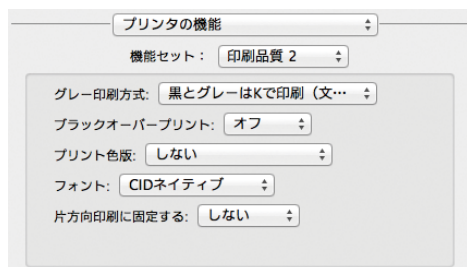 プリンタの機能
機能セット： 印刷品質 2
グレー印刷方式: 黒とグレーはKで印刷（文…
ブラックオーバープリント: オフ
プリント色版: しない
フォント: CIDネイティブ
片方向印刷に固定する: しない